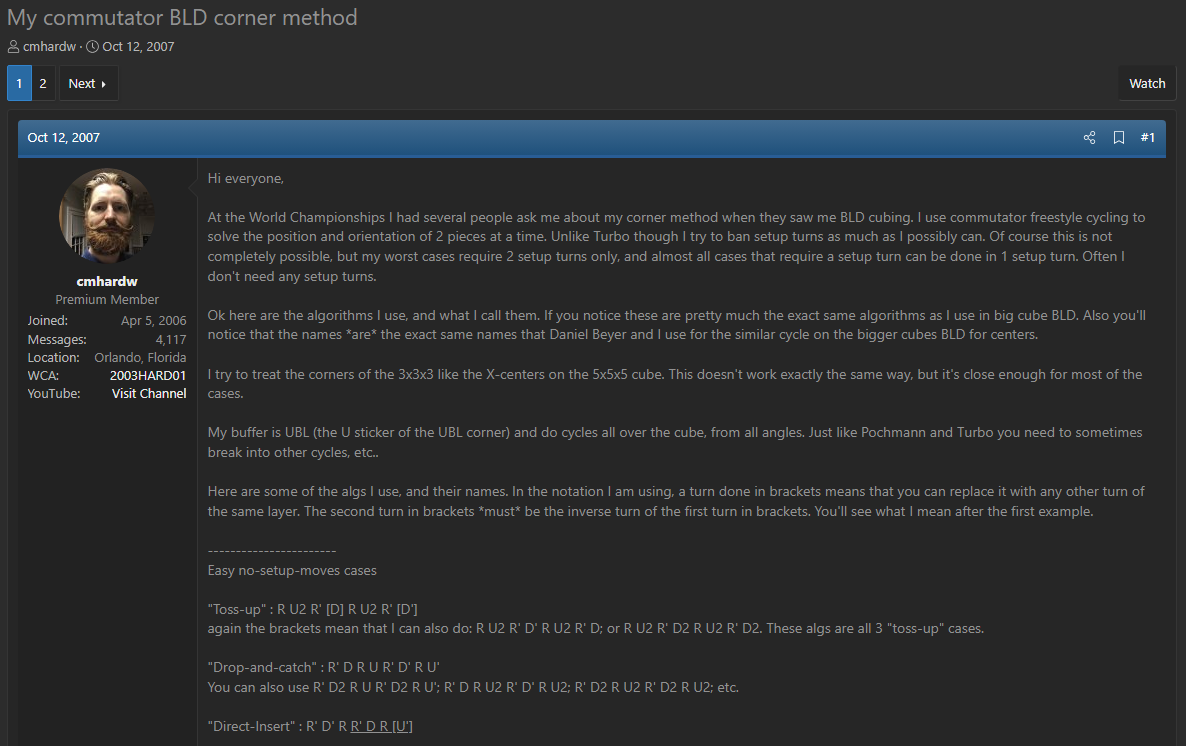 My commutator BLD corner method
cmhardw · Oct 12, 2007
1 2 Next Watch
Oct 12, 2007 #1
cmhardw
Premium Member
Joined: Apr 5, 2006
Messages: 4,117
Location: Orlando, Florida
WCA: 2003HARD01
YouTube: Visit Channel
Hi everyone,
At the World Championships I had several people ask me about my corner method when they saw me BLD cubing. I use commutator freestyle cycling to
solve the position and orientation of 2 pieces at a time. Unlike Turbo though I try to ban setup turns as much as I possibly can. Of course this is not
completely possible, but my worst cases require 2 setup turns only, and almost all cases that require a setup turn can be done in 1 setup turn. Often I
don't need any setup turns.
Ok here are the algorithms I use, and what I call them. If you notice these are pretty much the exact same algorithms as I use in big cube BLD. Also you'll
notice that the names *are* the exact same names that Daniel Beyer and I use for the similar cycle on the bigger cubes BLD for centers.
I try to treat the corners of the 3x3x3 like the X-centers on the 5x5x5 cube. This doesn't work exactly the same way, but it's close enough for most of the
cases.
My buffer is UBL (the U sticker of the UBL corner) and do cycles all over the cube, from all angles. Just like Pochmann and Turbo you need to sometimes
break into other cycles, etc..
Here are some of the algs I use, and their names. In the notation I am using, a turn done in brackets means that you can replace it with any other turn of
the same layer. The second turn in brackets *must* be the inverse turn of the first turn in brackets. You'll see what I mean after the first example.
-----------------------
Easy no-setup-moves cases
"Toss-up" : R U2 R' [D] R U2 R' [D']
again the brackets mean that I can also do: R U2 R' D' R U2 R' D; or R U2 R' D2 R U2 R' D2. These algs are all 3 "toss-up" cases.
"Drop-and-catch" : R' D R U R' D' R U'
You can also use R' D2 R U R' D2 R U'; R' D R U2 R' D' R U2; R' D2 R U2 R' D2 R U2; etc.
"Direct-Insert" : R' D' R R' D R [U']